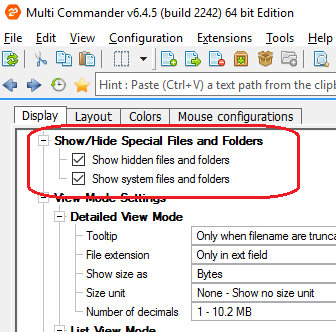 Multi Commander v6.4.5 (build 2242) 64 bit Edition
File Edit View Configuration Extensions Tools Help
Hint : Paste (Ctrl+V) a text path from the clipb
Display Layout Colors Mouse configurations
Show/Hide Special Files and Folders
Show hidden files and folders
Show system files and folders
View Mode Settings
Detailed View Mode
Tooltip Only when filename are trunca
File extension Only in ext field
Show size as Bytes
Size unit None - Show no size unit
Number of decimals 1 - 10.2 MB
List View Mode